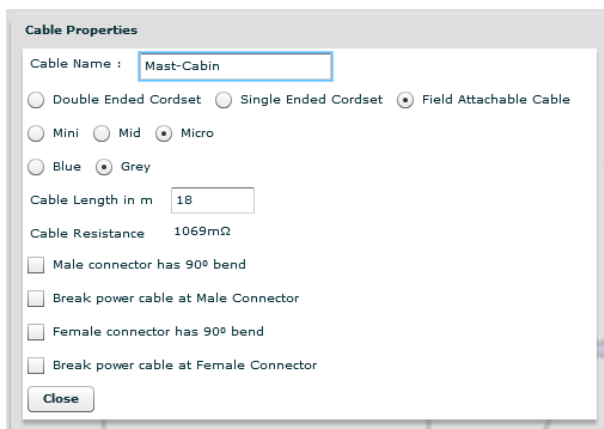 Cable Properties
Cable Name : Mast-Cabin
Double Ended Cordset Single Ended Cordset Field Attachable Cable
Mini Mid Micro
Blue Grey
Cable Length in m 18
Cable Resistance 1069mΩ
Male connector has 90º bend
Break power cable at Male Connector
Female connector has 90º bend
Break power cable at Female Connector
Close